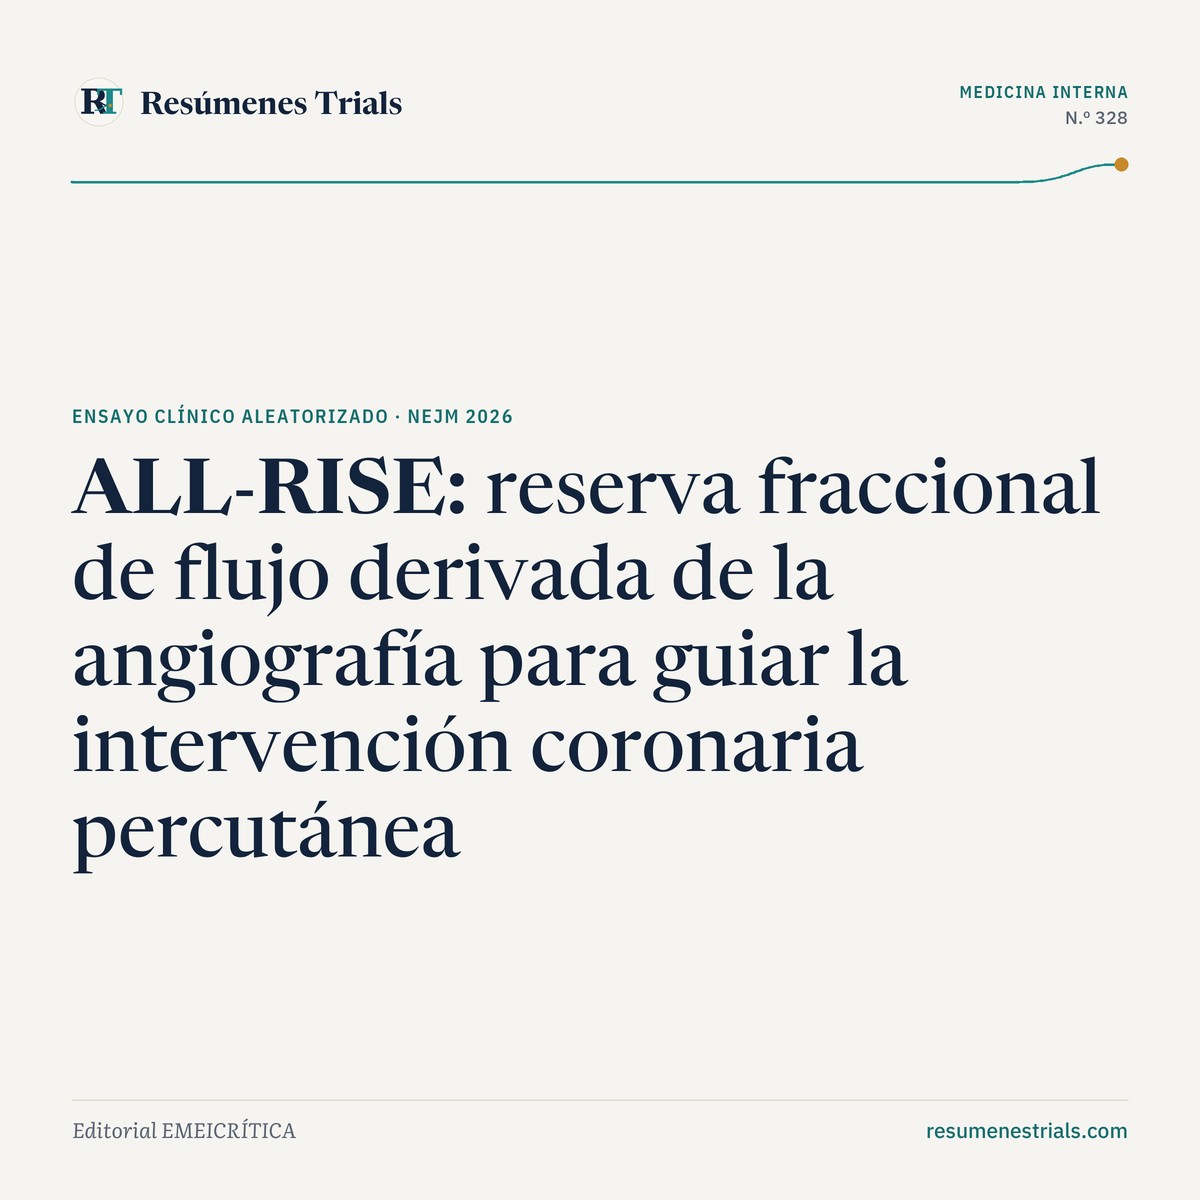 RT Resúmenes Trials
MEDICINA INTERNA
N.º 328
ENSAYO CLÍNICO ALEATORIZADO · NEJM 2026
ALL-RISE: reserva fraccional
de flujo derivada de la
angiografía para guiar la
intervención coronaria
percutánea
Editorial EMEICRÍTICA
resumenestrials.com